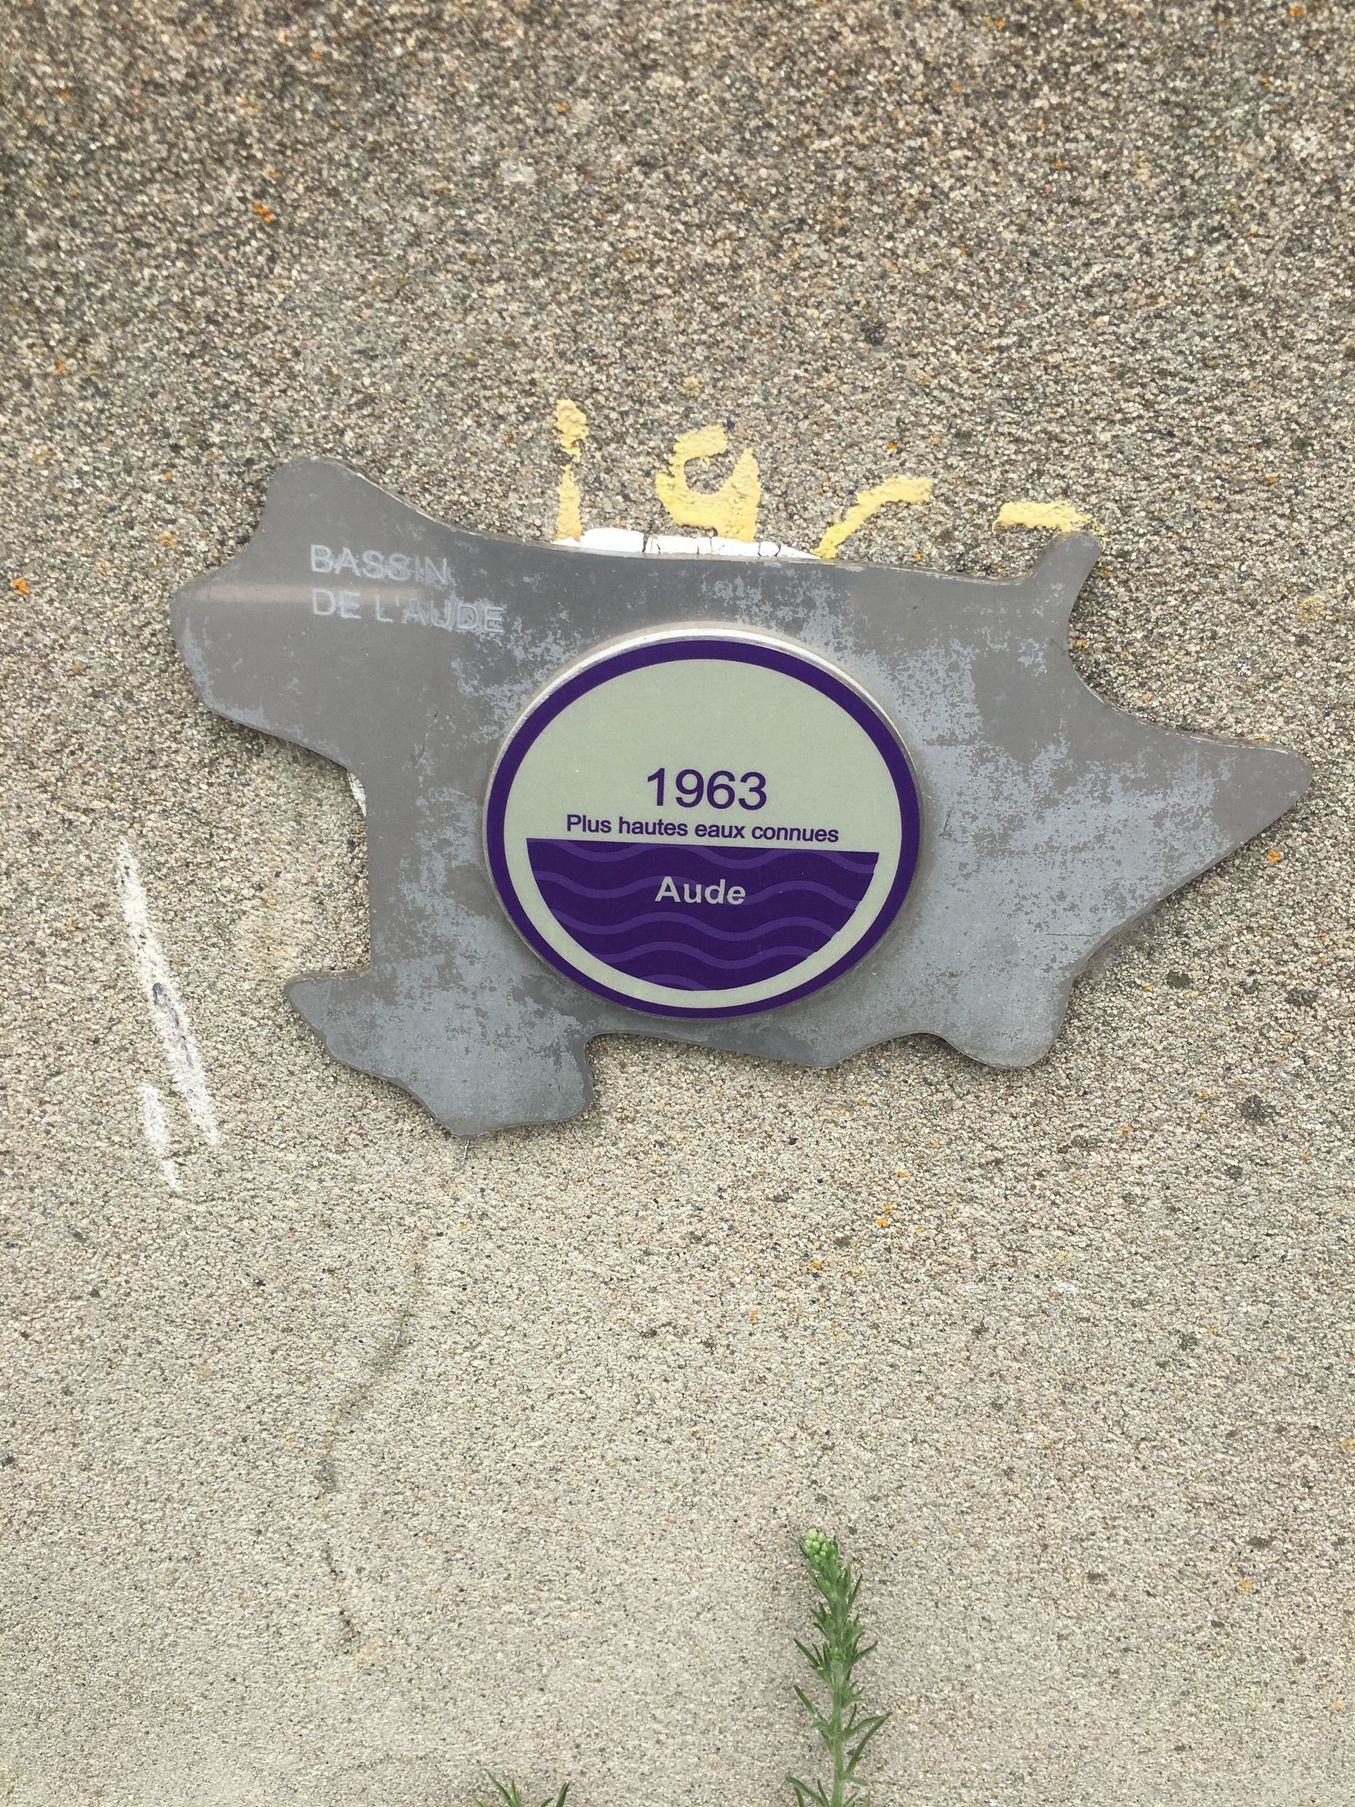 BASSIN
DE L'AUDE
1963
Plus hautes eaux connues
Aude